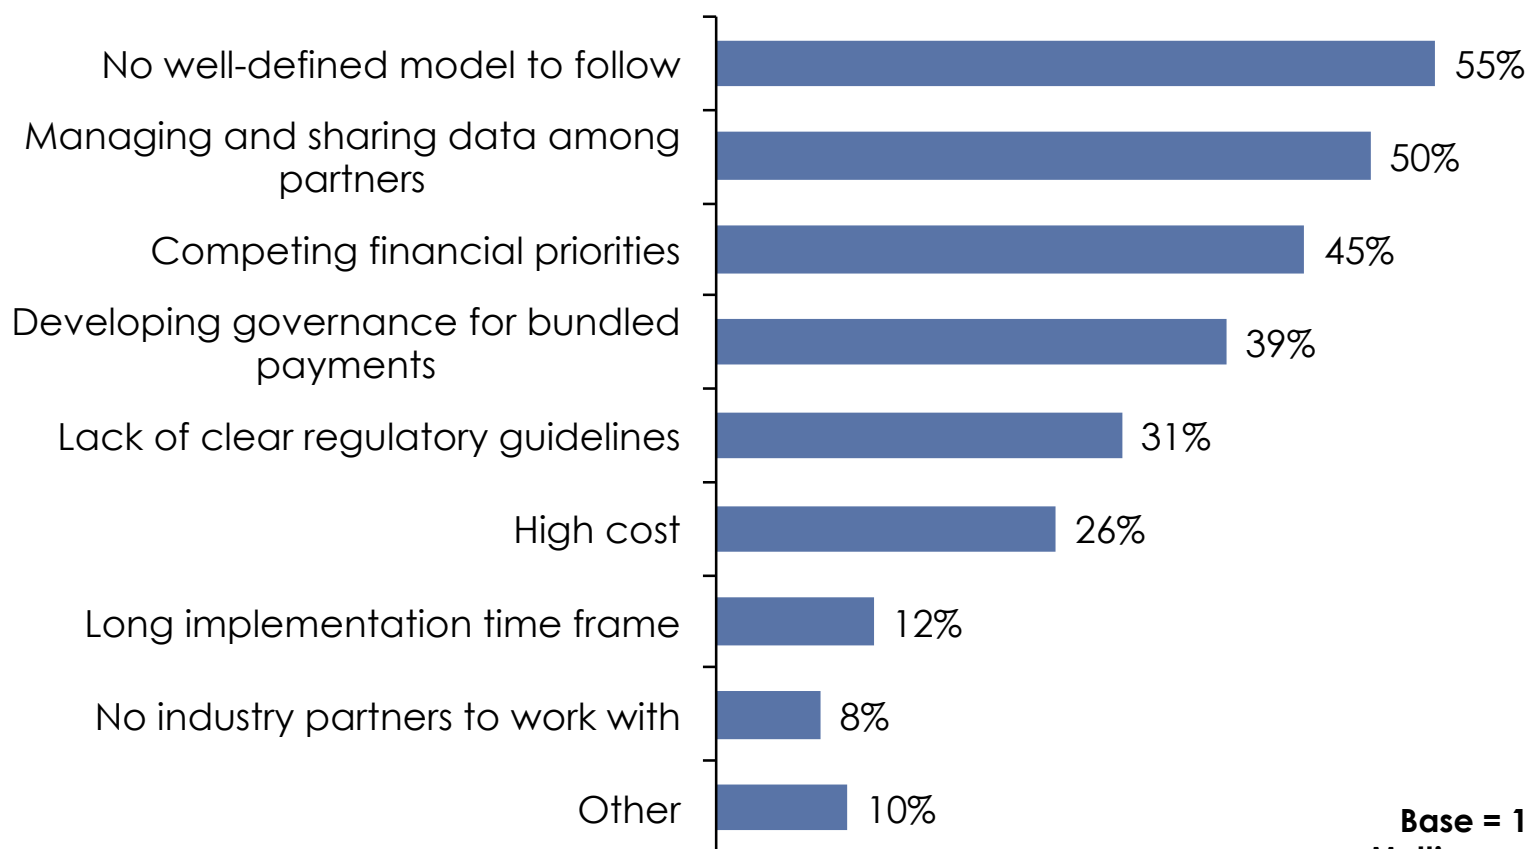 No well-defined model to follow
55%
Managing and sharing data among
partners
50%
Competing financial priorities
45%
Developing governance for bundled
payments
39%
Lack of clear regulatory guidelines
31%
High cost
26%
Long implementation time frame
12%
No industry partners to work with
8%
Other
10%
Base = 1